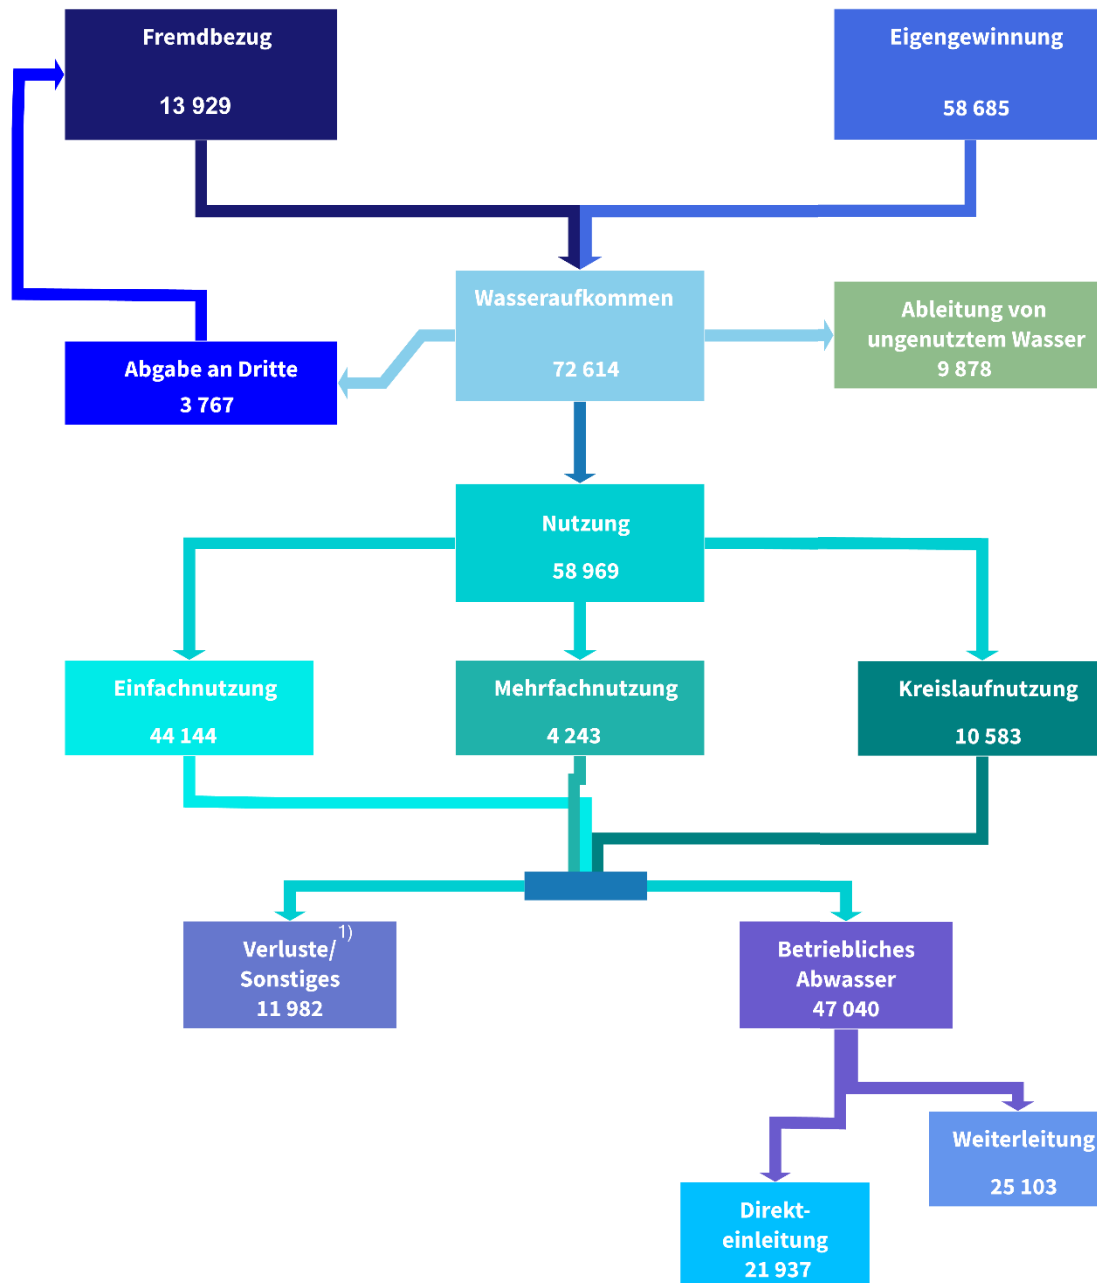 Fremdbezug
13 929
Eigengewinnung
58 685
Wasseraufkommen
72 614
Ableitung von
ungenutztem Wasser
9 878
Abgabe an Dritte
3 767
Nutzung
58 969
Einfachnutzung
44 144
Mehrfachnutzung
4 243
Kreislaufnutzung
10 583
Verluste/ 1)
Sonstiges
11 982
Betriebliches
Abwasser
47 040
Weiterleitung
25 103
Direkt-
einleitung
21 937